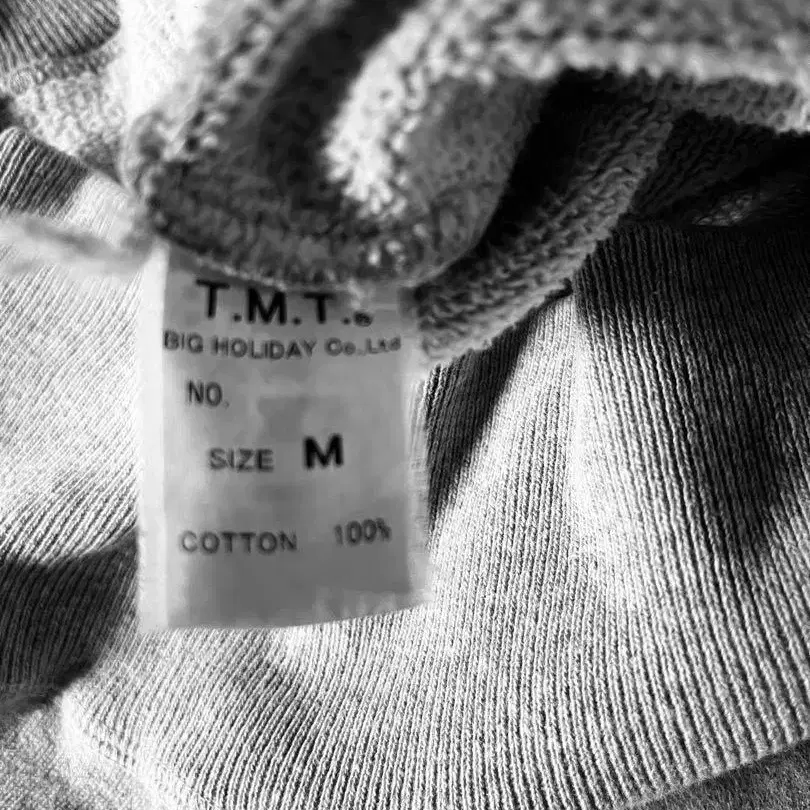 T.M.T.®
BIG HOLIDAY Co.,Ltd
NO.
SIZE M
COTTON 100%